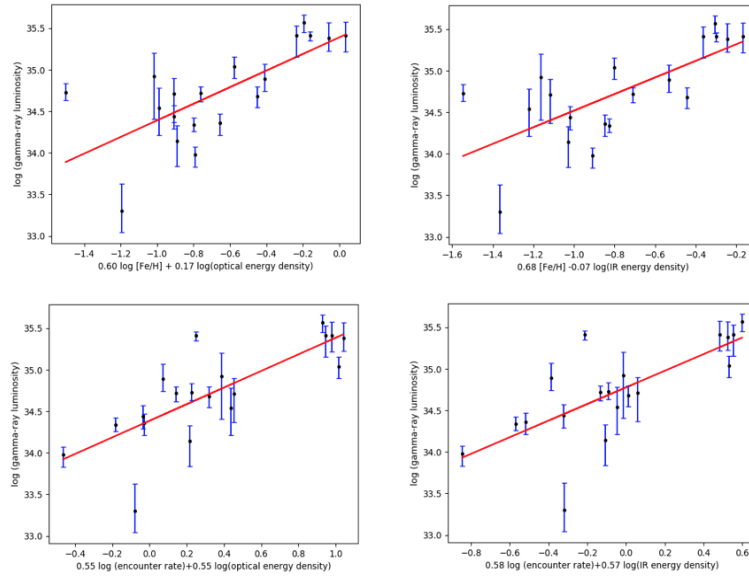 35.5
35.0
34.5
34.0
33.5
33.0
log (gamma-ray luminosity)
−1.4 −1.2 −1.0 −0.8 −0.6 −0.4 −0.2 0.0
0.60 log [Fe/H] + 0.17 log(optical energy density)
35.5
35.0
34.5
34.0
33.5
33.0
log (gamma-ray luminosity)
−1.6 −1.4 −1.2 −1.0 −0.8 −0.6 −0.4 −0.2
0.68 [Fe/H] -0.07 log(IR energy density)
35.5
35.0
34.5
34.0
33.5
33.0
log (gamma-ray luminosity)
−0.4 −0.2 0.0 0.2 0.4 0.6 0.8 1.0
0.55 log (encounter rate)+0.55 log(optical energy density)
35.5
35.0
34.5
34.0
33.5
33.0
log (gamma-ray luminosity)
−0.8 −0.6 −0.4 −0.2 0.0 0.2 0.4 0.6
0.58 log (encounter rate)+0.57 log(IR energy density)